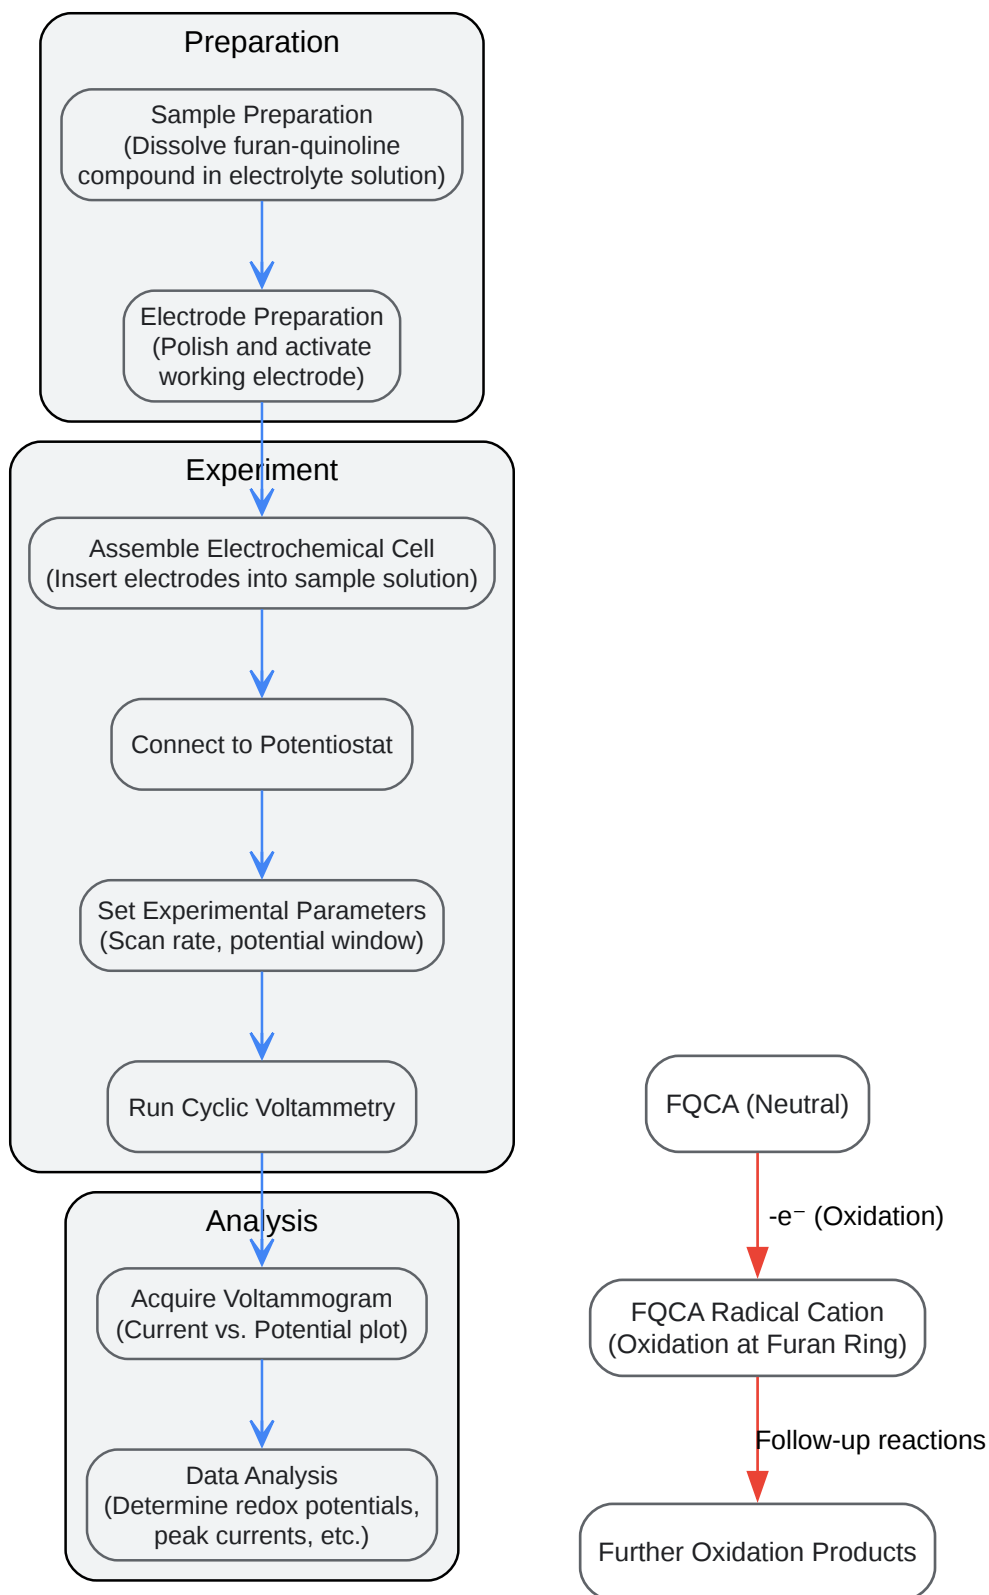 Preparation
Sample Preparation
(Dissolve furan-quinoline
compound in electrolyte solution)
Electrode Preparation
(Polish and activate
working electrode)
Experiment
Assemble Electrochemical Cell
(Insert electrodes into sample solution)
Connect to Potentiostat
Set Experimental Parameters
(Scan rate, potential window)
Run Cyclic Voltammetry
Analysis
Acquire Voltammogram
(Current vs. Potential plot)
Data Analysis
(Determine redox potentials,
peak currents, etc.)
FQCA (Neutral)
-e⁻ (Oxidation)
FQCA Radical Cation
(Oxidation at Furan Ring)
Follow-up reactions
Further Oxidation Products